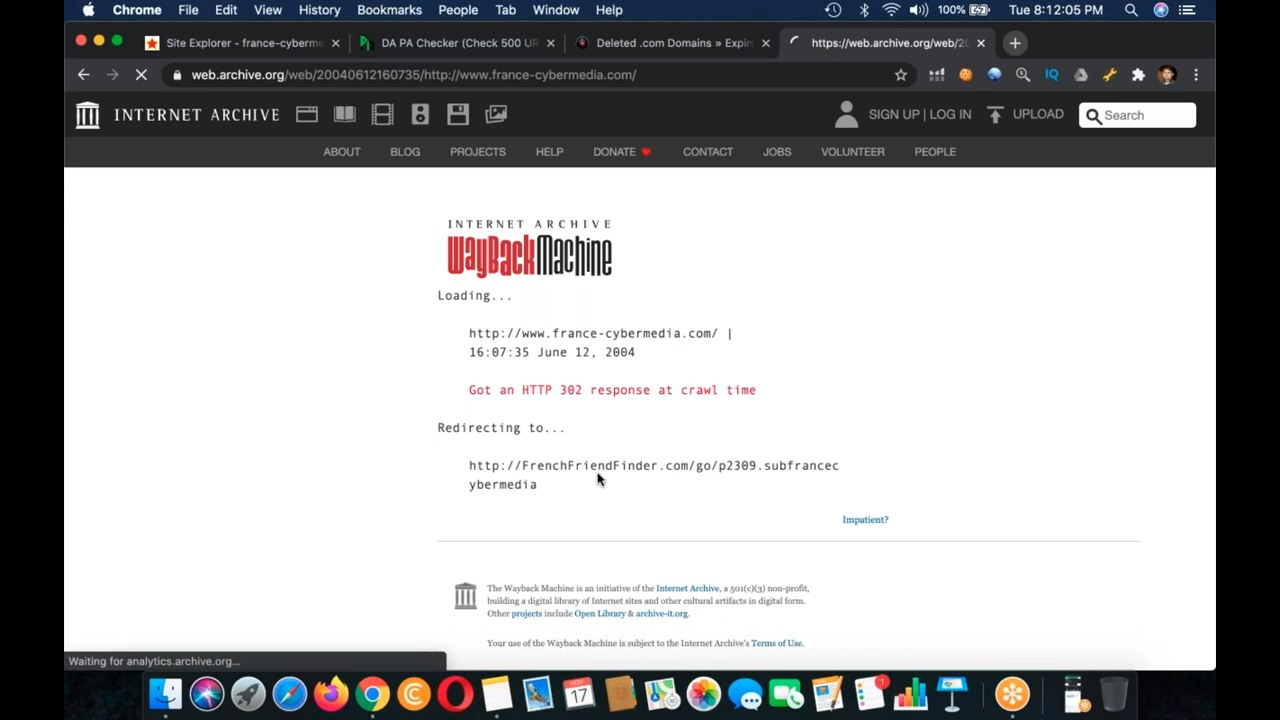 Chrome File Edit View History Bookmarks People Tab Window Help 100% Tue 8:12:05 PM
Site Explorer - france-cyberme × DA PA Checker (Check 500 UR × Deleted .com Domains » Expire × https://web.archive.org/web/20 × +
web.archive.org/web/20040612160735/http://www.france-cybermedia.com/ IQ
INTERNET ARCHIVE SIGN UP | LOG IN UPLOAD Search
ABOUT BLOG PROJECTS HELP DONATE CONTACT JOBS VOLUNTEER PEOPLE
INTERNET ARCHIVE
WayBackMachine
Loading...
http://www.france-cybermedia.com/ |
16:07:35 June 12, 2004
Got an HTTP 302 response at crawl time
Redirecting to...
http://FrenchFriendFinder.com/go/p2309.subfrancec
ybermedia
Impatient?
The Wayback Machine is an initiative of the Internet Archive, a 501(c)(3) non-profit,
building a digital library of Internet sites and other cultural artifacts in digital form.
Other projects include Open Library & archive-it.org.
Your use of the Wayback Machine is subject to the Internet Archive's Terms of Use.
Waiting for analytics.archive.org...
NOV
17
1